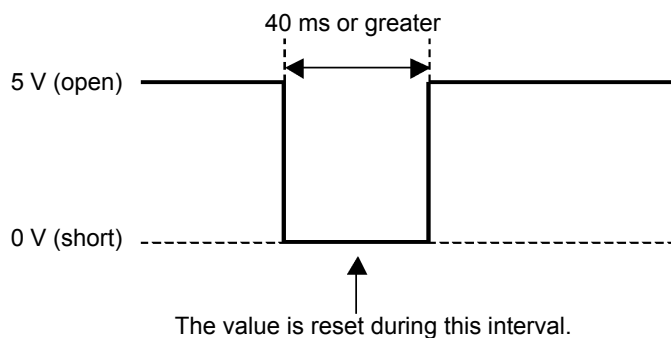 40 ms or greater
5 V (open)
0 V (short)
The value is reset during this interval.